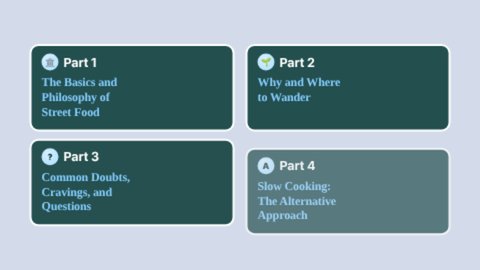 Part 1
The Basics and
Philosophy of
Street Food
Part 2
Why and Where
to Wander
? Part 3
Common Doubts,
Cravings, and
Questions
A Part 4
Slow Cooking:
The Alternative
Approach